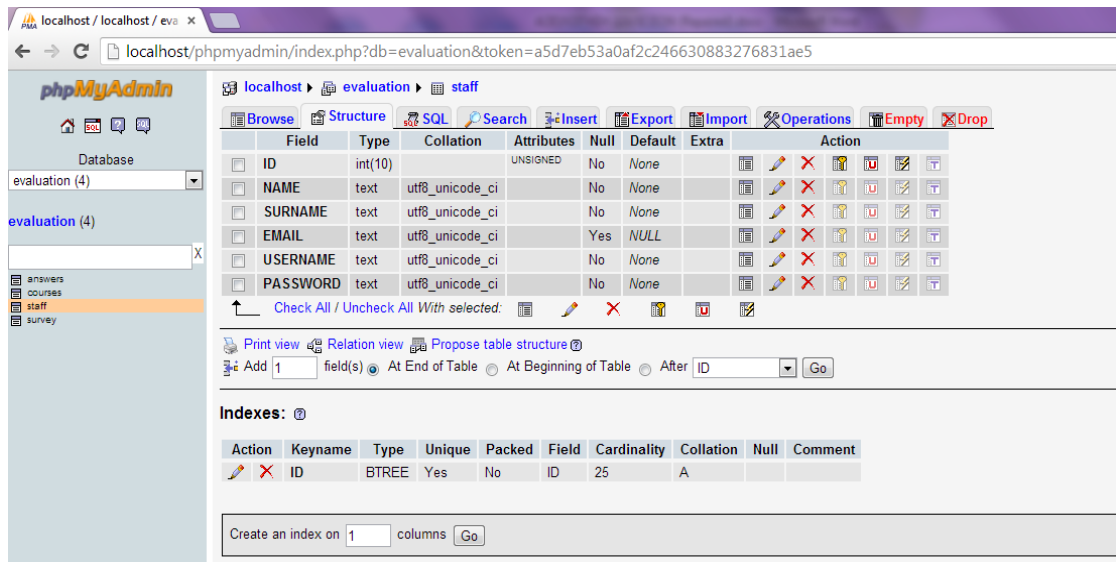 localhost / localhost / eva
localhost/phpmyadmin/index.php?db=evaluation&token=a5d7eb53a0af2c246630883276831ae5
phpMyAdmin
Database
evaluation (4)
evaluation (4)
X
answers
courses
staff
survey
localhost evaluation staff
Browse Structure SQL Search Insert Export Import Operations Empty Drop
Field Type Collation Attributes Null Default Extra Action
ID int(10) UNSIGNED No None
NAME text utf8_unicode_ci No None
SURNAME text utf8_unicode_ci No None
EMAIL text utf8_unicode_ci Yes NULL
USERNAME text utf8_unicode_ci No None
PASSWORD text utf8_unicode_ci No None
Check All / Uncheck All With selected:
Print view Relation view Propose table structure
Add 1 field(s) At End of Table At Beginning of Table After ID Go
Indexes:
Action Keyname Type Unique Packed Field Cardinality Collation Null Comment
ID BTREE Yes No ID 25 A
Create an index on 1 columns Go